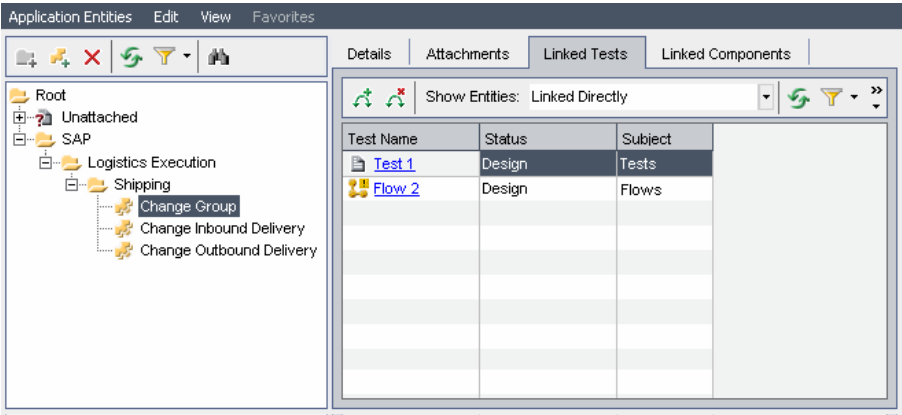 Application Entities Edit View Favorites
Details Attachments Linked Tests Linked Components
Show Entities: Linked Directly
Root
Unattached
SAP
Logistics Execution
Shipping
Change Group
Change Inbound Delivery
Change Outbound Delivery
Test Name Status Subject
Test 1 Design Tests
Flow 2 Design Flows